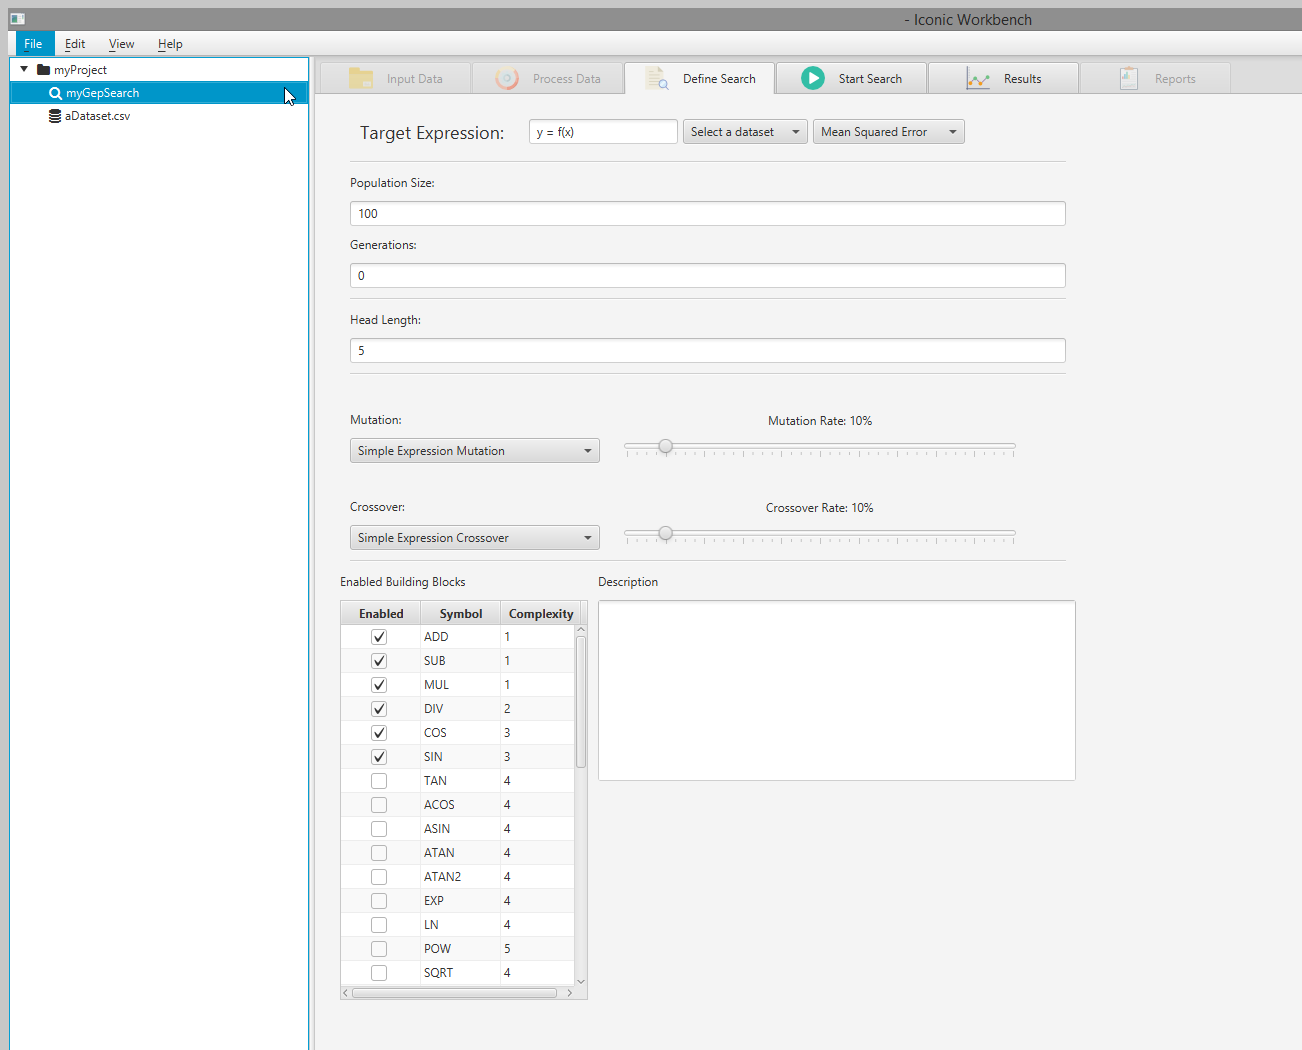 - Iconic Workbench
File Edit View Help
myProject
myGepSearch
aDataset.csv
Input Data Process Data Define Search Start Search Results Reports
Target Expression: y = f(x) Select a dataset Mean Squared Error
Population Size:
100
Generations:
0
Head Length:
5
Mutation: Mutation Rate: 10%
Simple Expression Mutation
Crossover: Crossover Rate: 10%
Simple Expression Crossover
Enabled Building Blocks Description
Enabled Symbol Complexity
ADD 1
SUB 1
MUL 1
DIV 2
COS 3
SIN 3
TAN 4
ACOS 4
ASIN 4
ATAN 4
ATAN2 4
EXP 4
LN 4
POW 5
SQRT 4